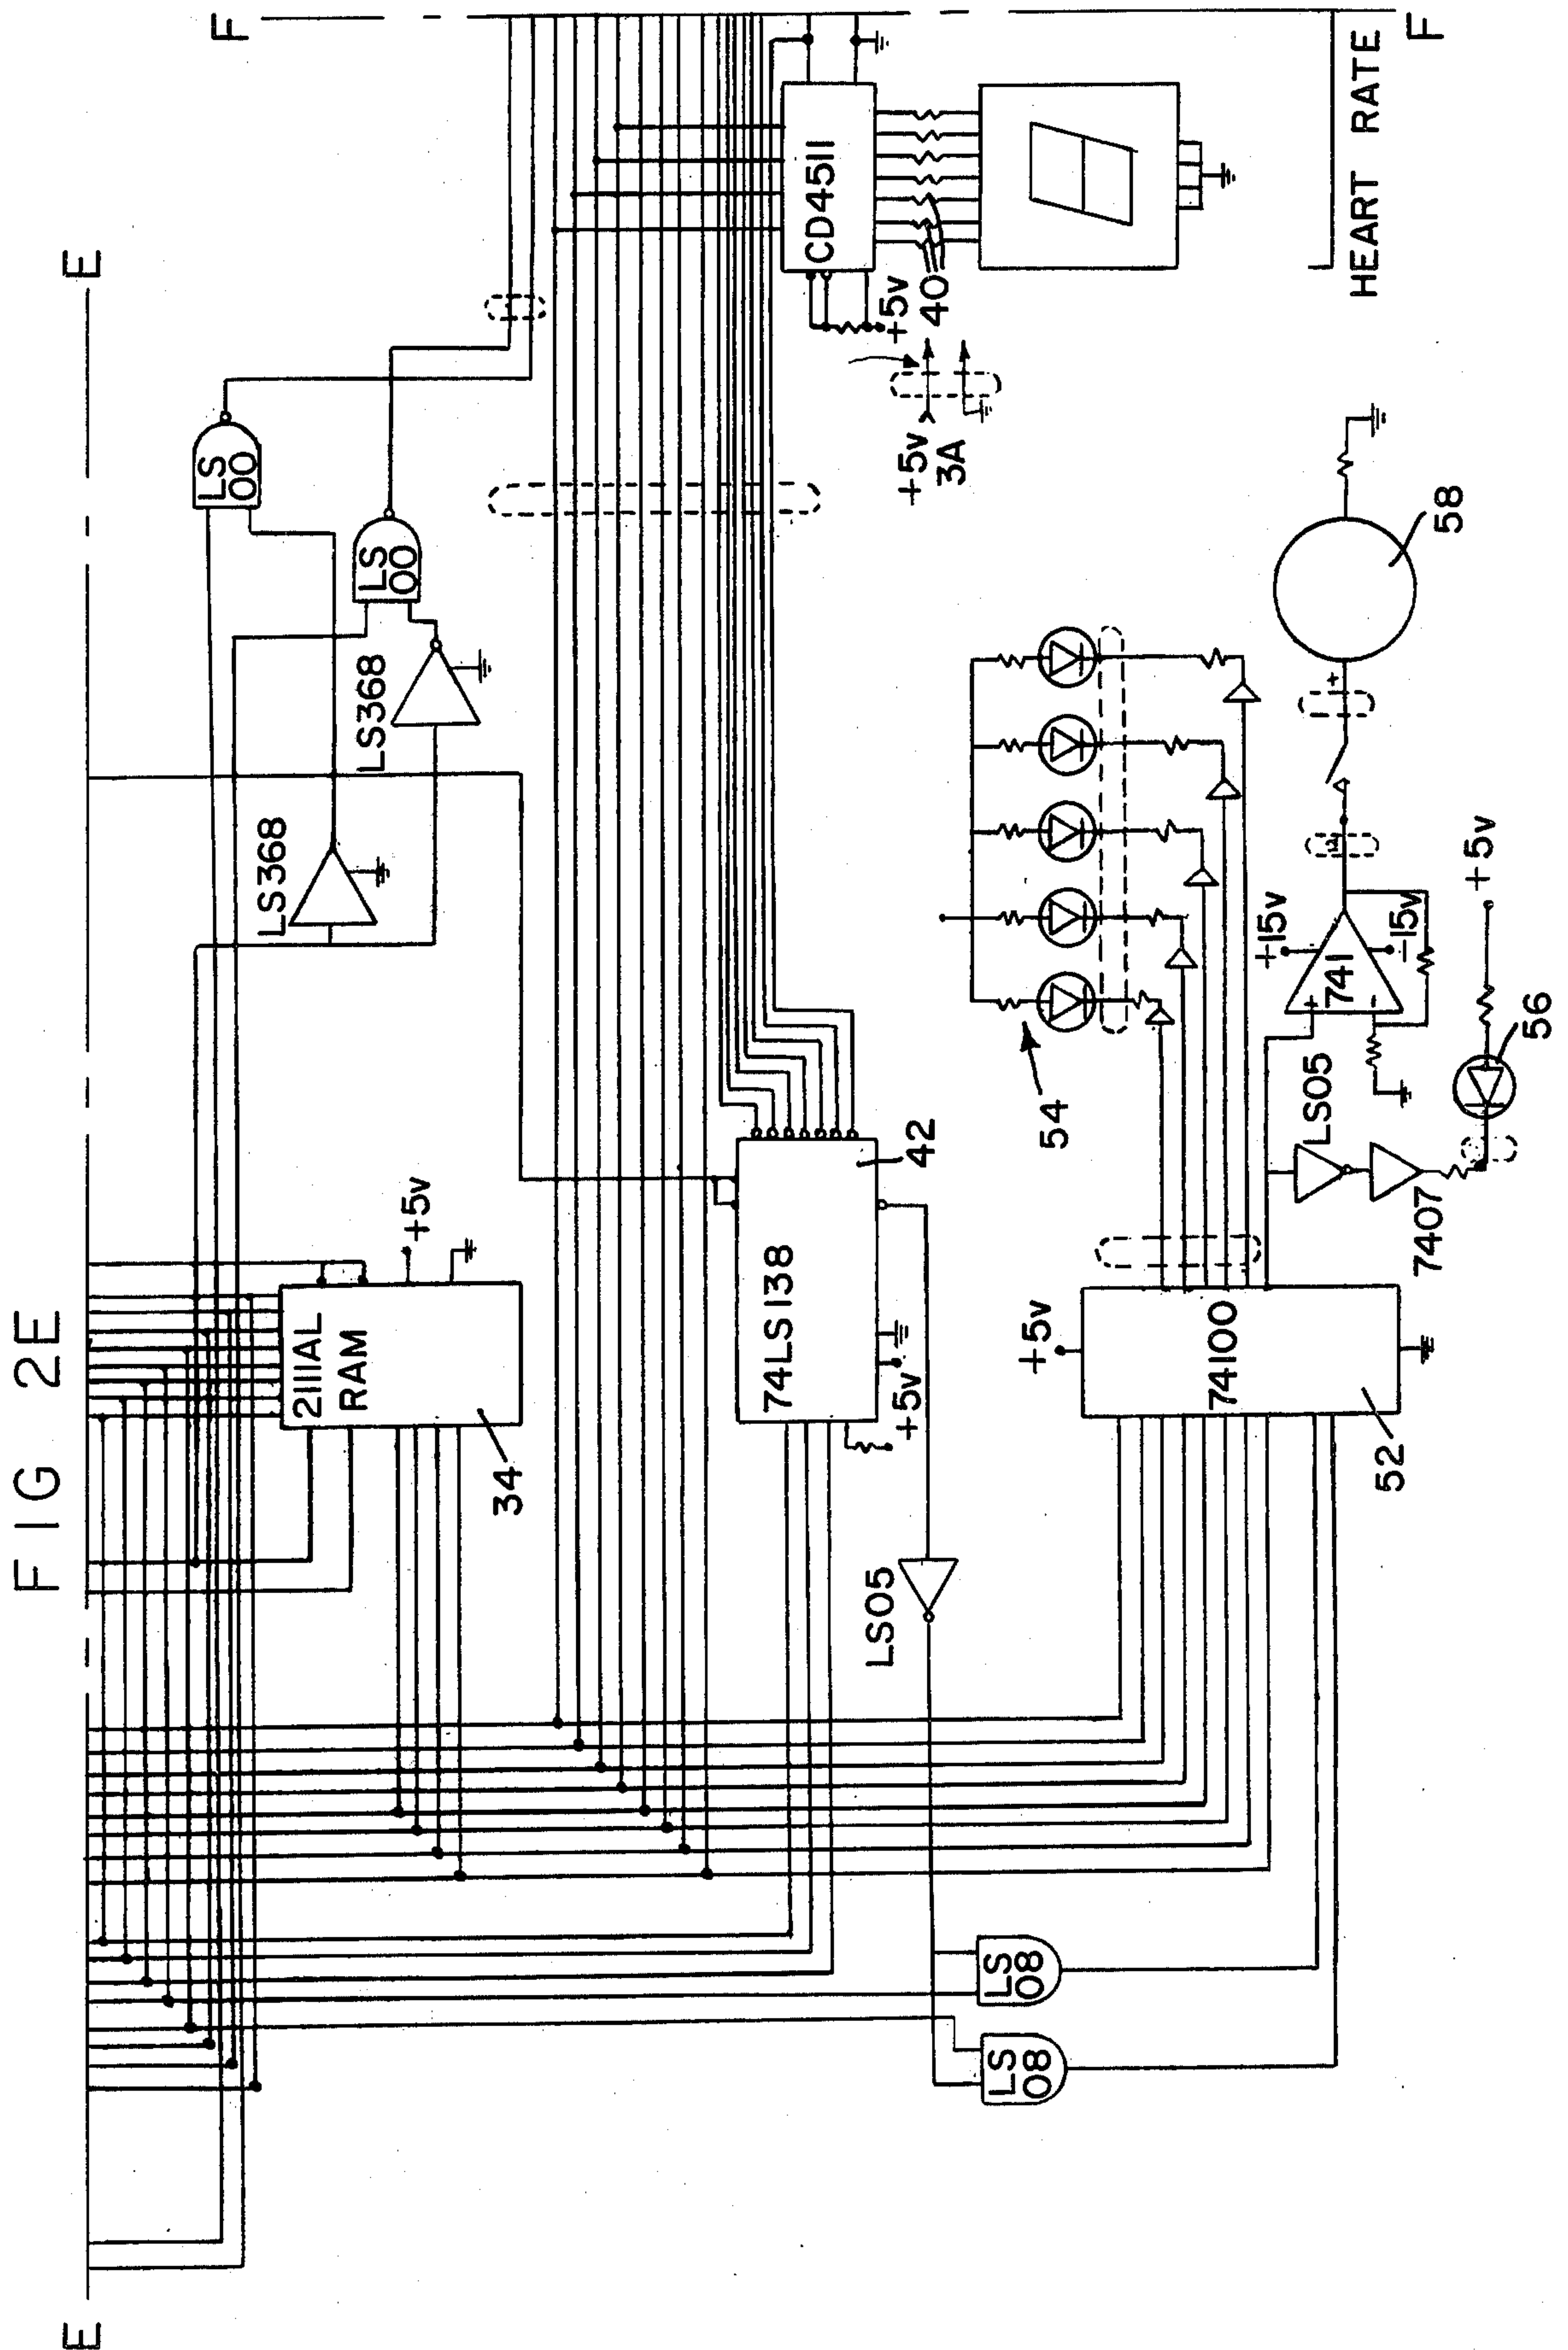 FIG 2E
E
E
F
LS
00
LS
00
LS368
LS368
2111AL
RAM
+5v
34
74LS138
42
+5v
CD4511
+5v
40
+5v
3A
HEART RATE
F
LS05
54
+5v
74100
52
LS
08
LS
08
LS05
7407
+15v
741
+
-
-15v
+
58
56
+5v